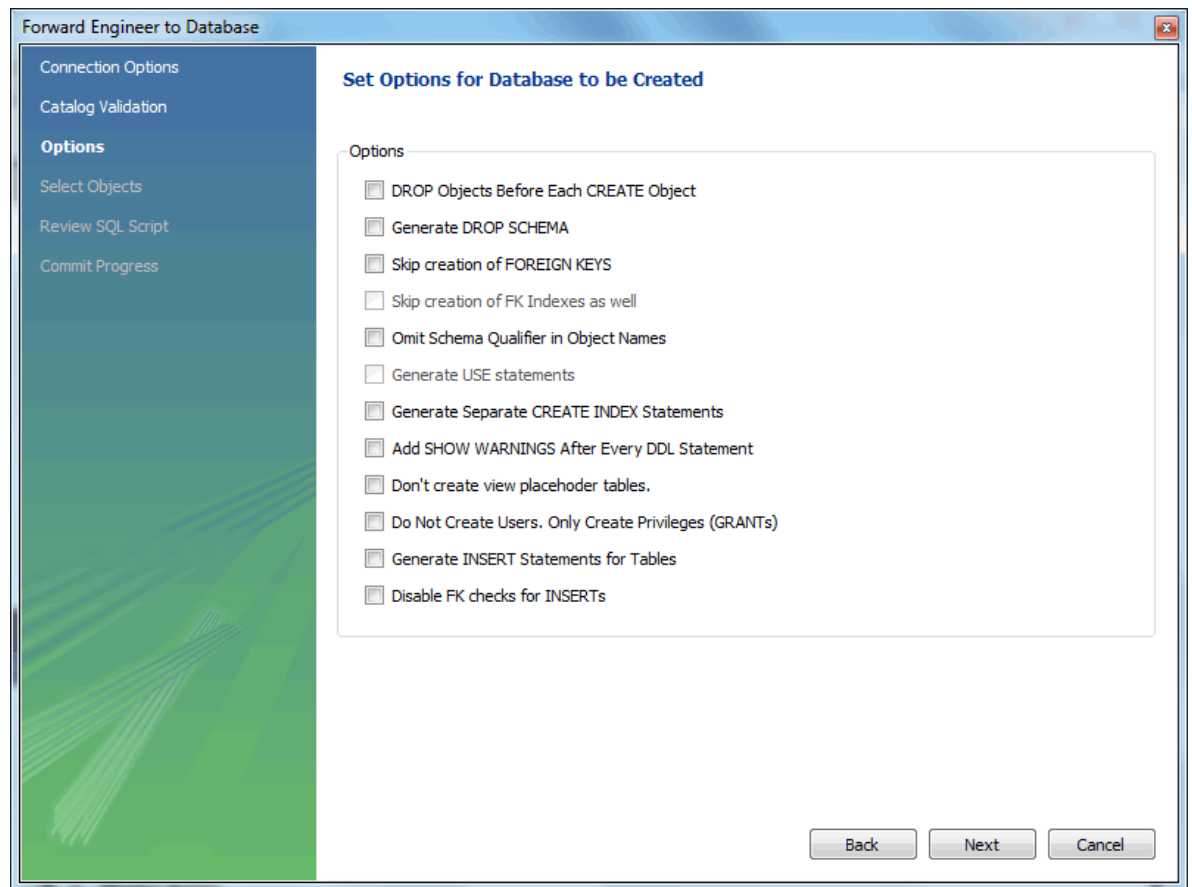 Forward Engineer to Database
Connection Options
Catalog Validation
Options
Select Objects
Review SQL Script
Commit Progress
Set Options for Database to be Created
Options
DROP Objects Before Each CREATE Object
Generate DROP SCHEMA
Skip creation of FOREIGN KEYS
Skip creation of FK Indexes as well
Omit Schema Qualifier in Object Names
Generate USE statements
Generate Separate CREATE INDEX Statements
Add SHOW WARNINGS After Every DDL Statement
Don't create view placehoder tables.
Do Not Create Users. Only Create Privileges (GRANTs)
Generate INSERT Statements for Tables
Disable FK checks for INSERTs
Back Next Cancel